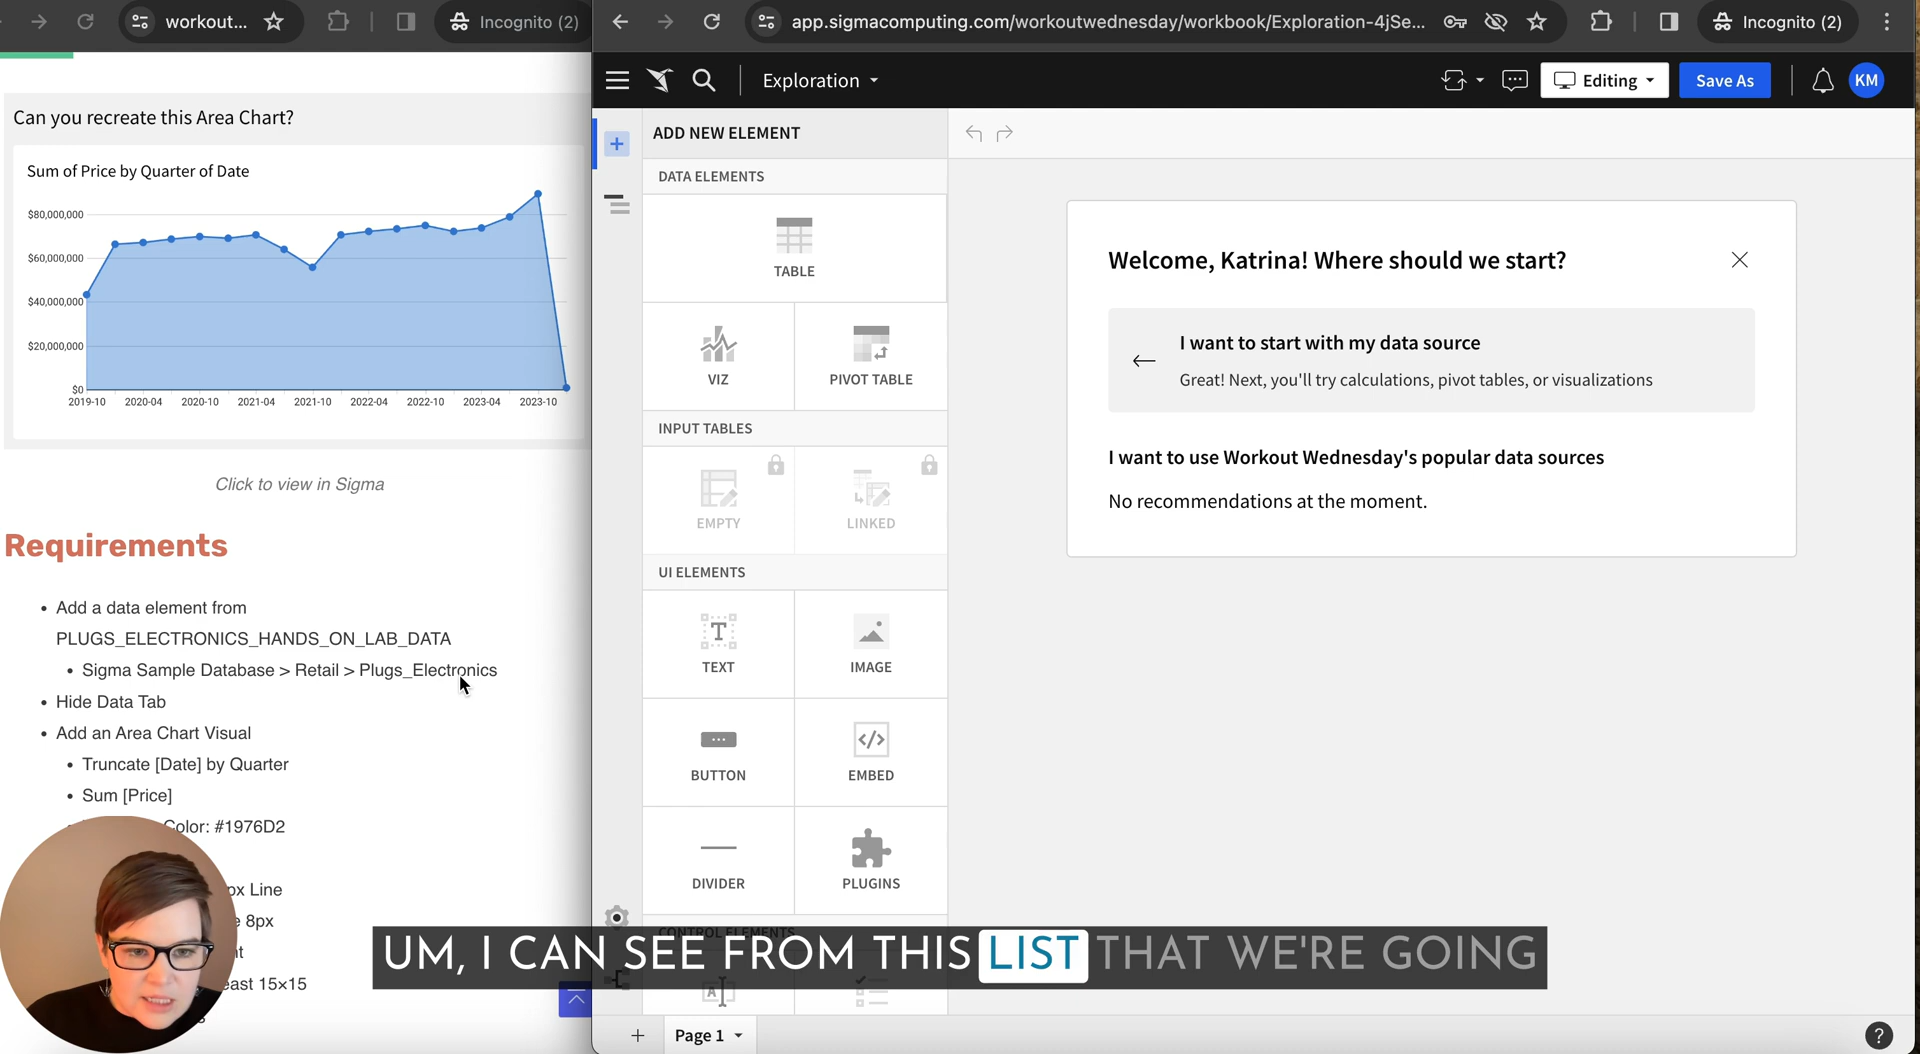 workout...
Incognito (2)
app.sigmacomputing.com/workoutwednesday/workbook/Exploration-4jSe...
Incognito (2)
Exploration
Editing
Save As
KM
Can you recreate this Area Chart?
Sum of Price by Quarter of Date
$80,000,000
$60,000,000
$40,000,000
$20,000,000
$0
2019-10 2020-04 2020-10 2021-04 2021-10 2022-04 2022-10 2023-04 2023-10
Click to view in Sigma
Requirements
Add a data element from
PLUGS_ELECTRONICS_HANDS_ON_LAB_DATA
Sigma Sample Database > Retail > Plugs_Electronics
Hide Data Tab
Add an Area Chart Visual
Truncate [Date] by Quarter
Sum [Price]
Color: #1976D2
px Line
8px
15×15
ADD NEW ELEMENT
DATA ELEMENTS
TABLE
VIZ
PIVOT TABLE
INPUT TABLES
EMPTY
LINKED
UI ELEMENTS
TEXT
IMAGE
BUTTON
EMBED
DIVIDER
PLUGINS
CONTROL ELEMENTS
Welcome, Katrina! Where should we start?
I want to start with my data source
Great! Next, you'll try calculations, pivot tables, or visualizations
I want to use Workout Wednesday's popular data sources
No recommendations at the moment.
UM, I CAN SEE FROM THIS LIST THAT WE'RE GOING
Page 1